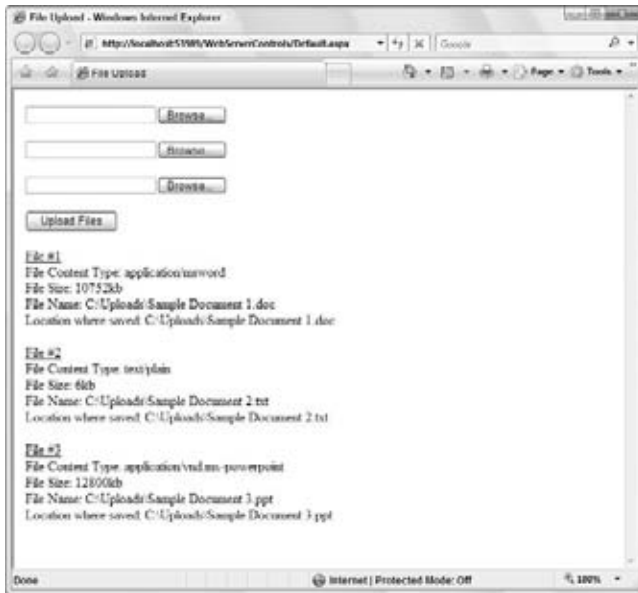 File Upload - Windows Internet Explorer
http://localhost:51989/WebServerControls/Default.aspx
Google
File Upload
Page
Tools
Browse...
Browse...
Browse...
Upload Files
File #1
File Content Type: application/msword
File Size: 10752kb
File Name: C:\Uploads\Sample Document 1.doc
Location where saved: C:\Uploads\Sample Document 1.doc
File #2
File Content Type: text/plain
File Size: 6kb
File Name: C:\Uploads\Sample Document 2.txt
Location where saved: C:\Uploads\Sample Document 2.txt
File #3
File Content Type: application/vnd.ms-powerpoint
File Size: 12800kb
File Name: C:\Uploads\Sample Document 3.ppt
Location where saved: C:\Uploads\Sample Document 3.ppt
Done
Internet | Protected Mode: Off
100%